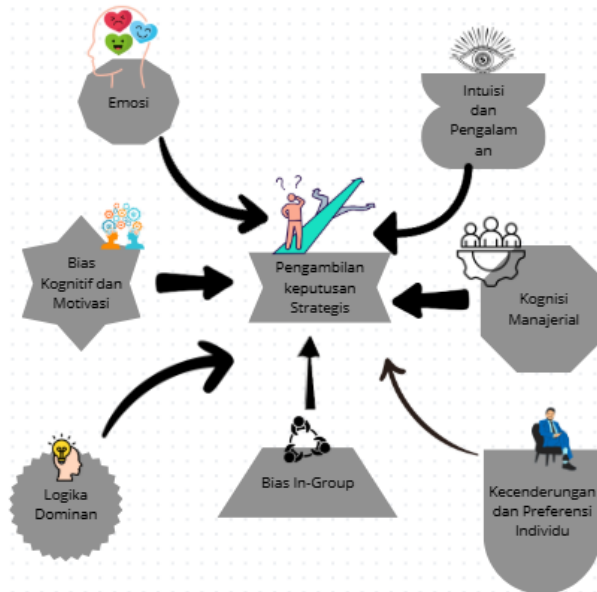 Emosi
Intuisi
dan
Pengalam
an
? ?
Bias
Kognitif dan
Motivasi
Pengambilan
keputusan
Strategis
Kognisi
Manajerial
Logika
Dominan
Bias In-Group
Kecenderungan
dan Preferensi
Individu